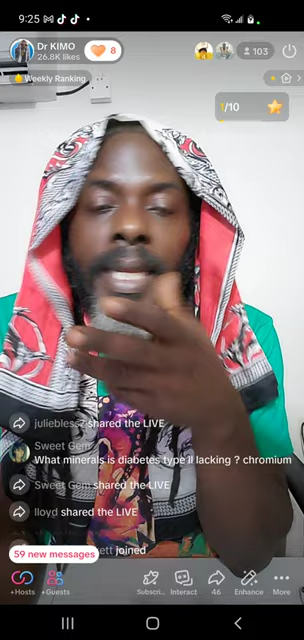 9:25
Dr KIMO
26.8K likes
8
103
Weekly Ranking
1/10
shared the LIVE
Sweet Gem
What minerals is diabetes type II lacking ? chromium
Sweet Gem shared the LIVE
lloyd shared the LIVE
59 new messages
ett joined
+Hosts
+Guests
Subscri...
Interact
46
Enhance
More